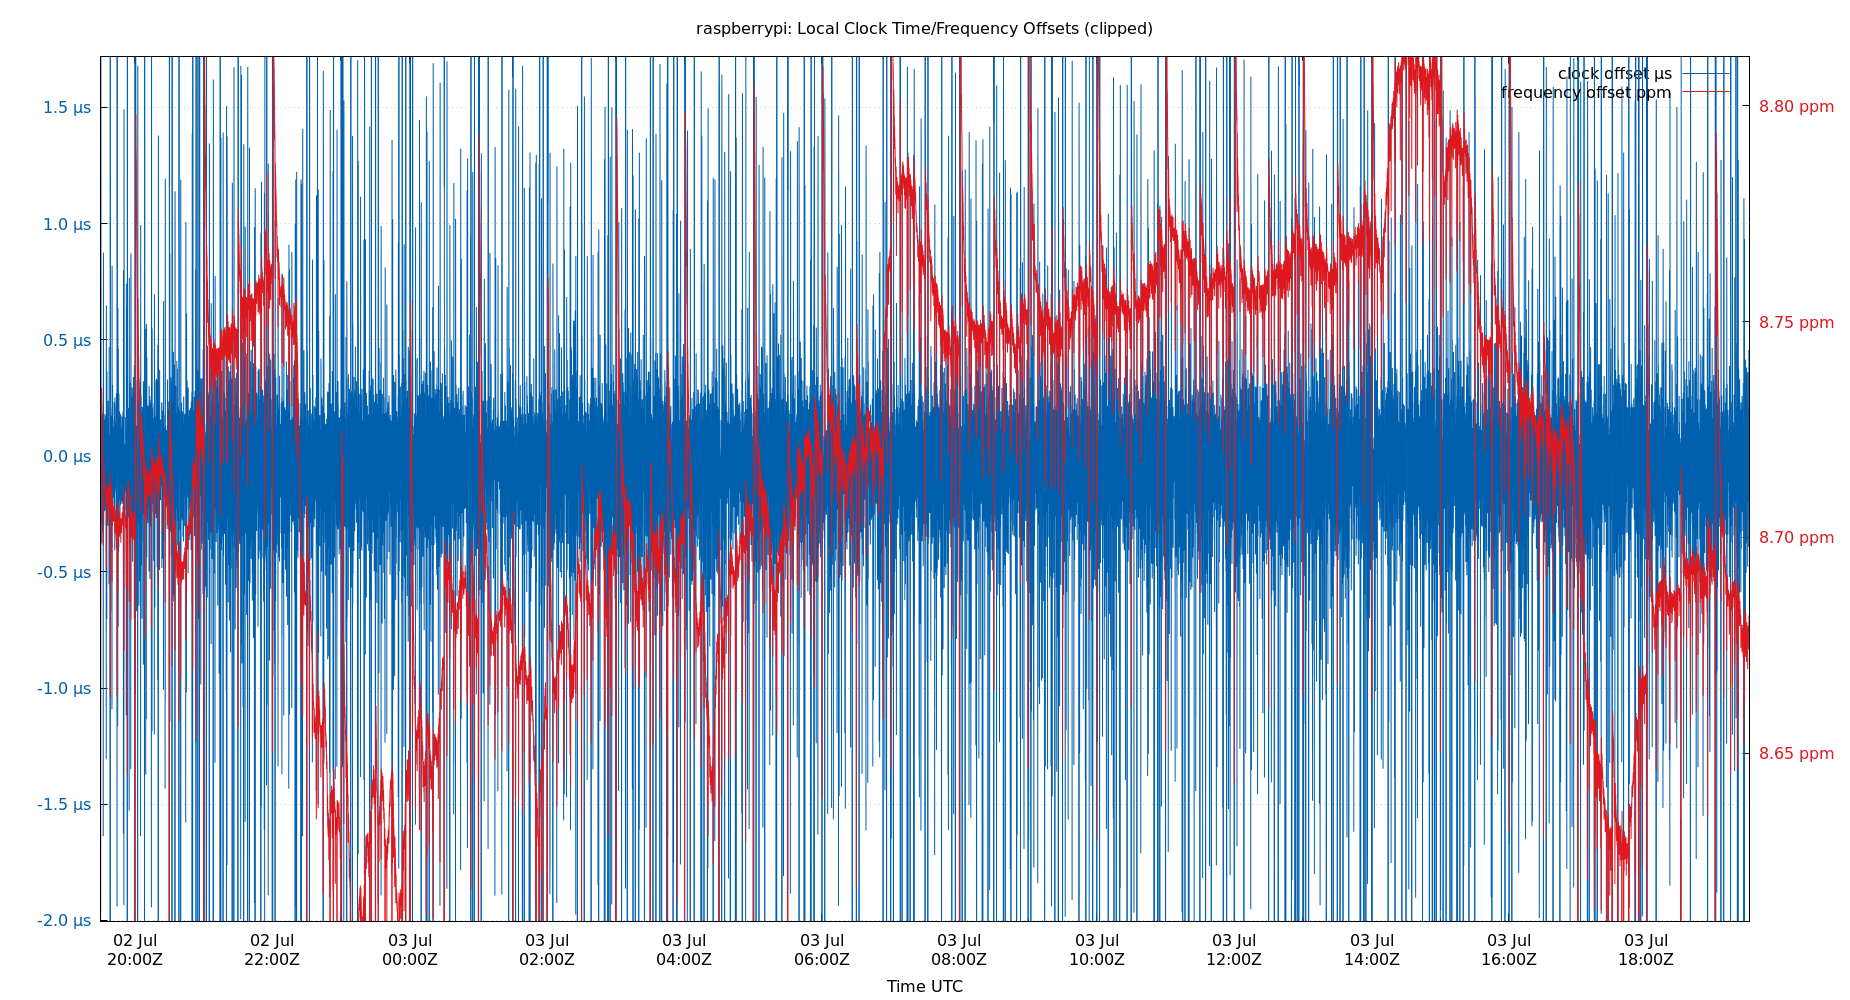 raspberrypi: Local Clock Time/Frequency Offsets (clipped)
clock offset µs
frequency offset ppm
1.5 µs
1.0 µs
0.5 µs
0.0 µs
-0.5 µs
-1.0 µs
-1.5 µs
-2.0 µs
8.80 ppm
8.75 ppm
8.70 ppm
8.65 ppm
02 Jul 02 Jul 03 Jul 03 Jul 03 Jul 03 Jul 03 Jul 03 Jul 03 Jul 03 Jul 03 Jul 03 Jul
20:00Z 22:00Z 00:00Z 02:00Z 04:00Z 06:00Z 08:00Z 10:00Z 12:00Z 14:00Z 16:00Z 18:00Z
Time UTC